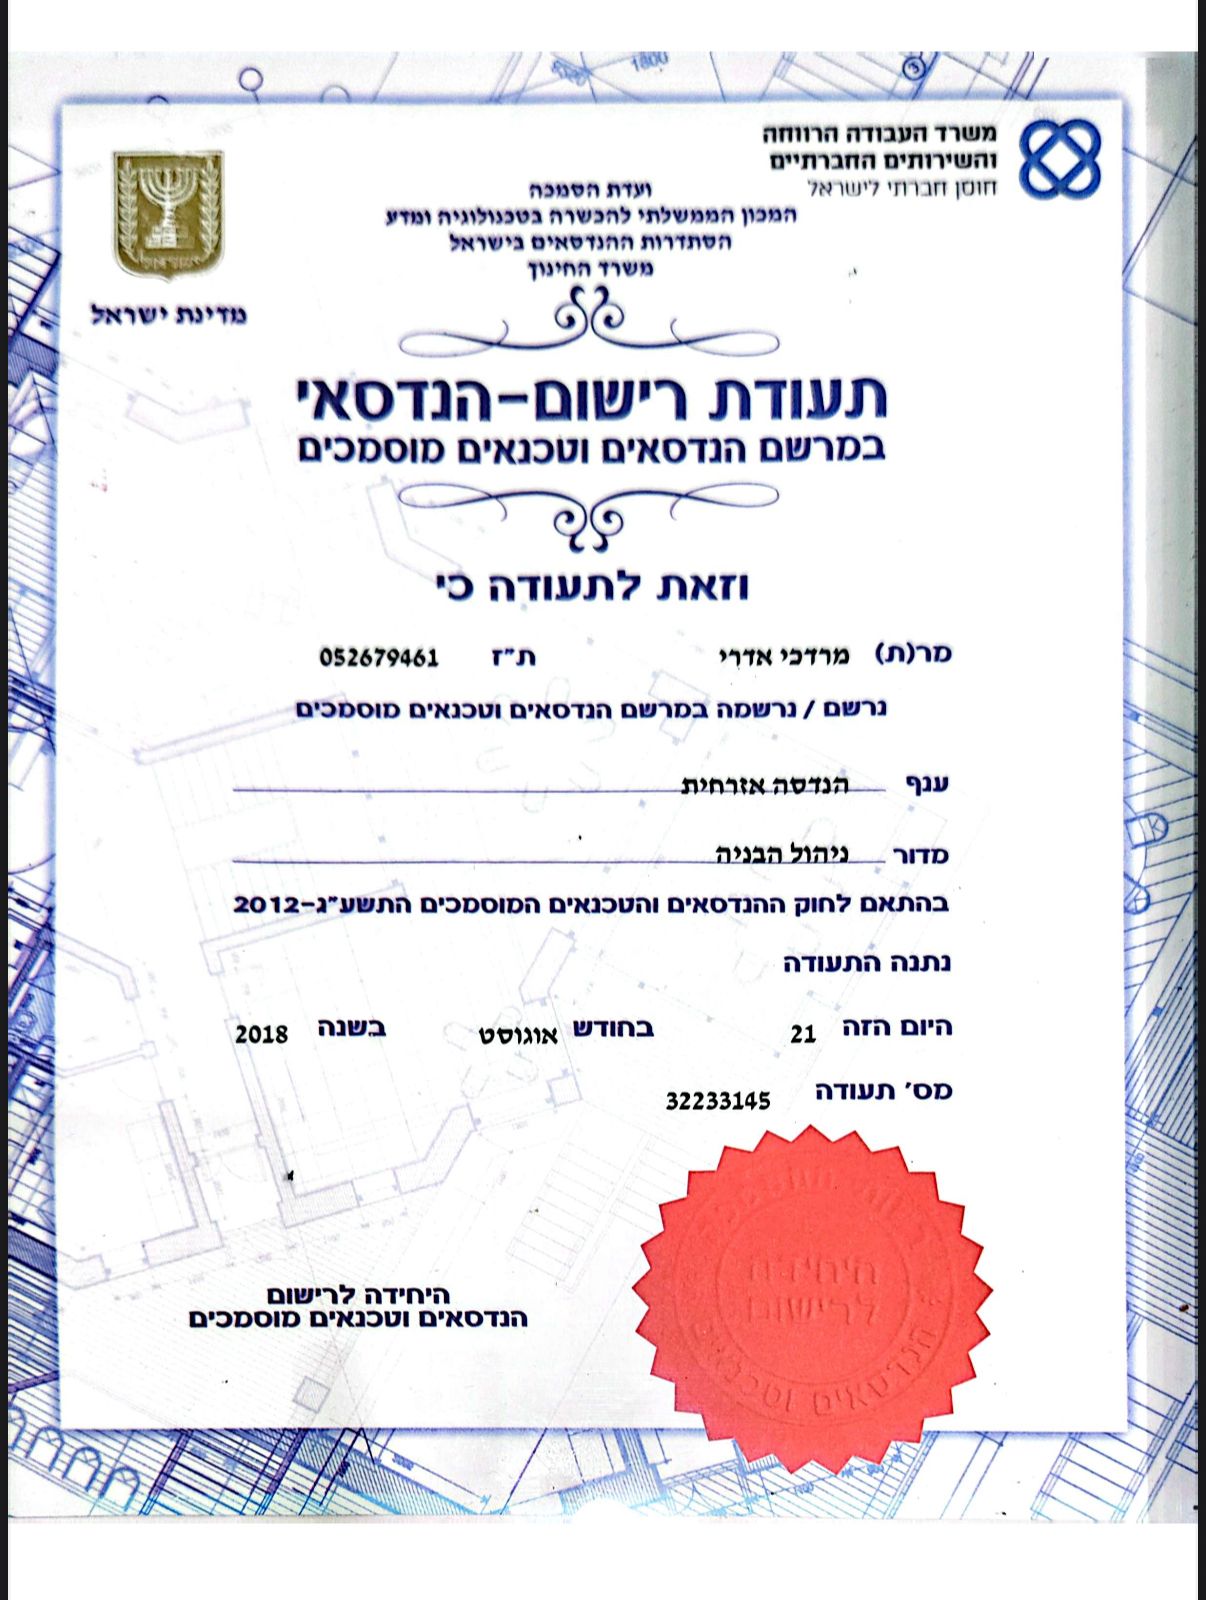 משרד העבודה הרווחה
והשירותים החברתיים
חוסן חברתי לישראל
ועדת הסמכה
המכון הממשלתי להכשרה בטכנולוגיה ומדע
הסתדרות ההנדסאים בישראל
משרד החינוך
ישראל
מדינת ישראל
תעודת רישום-הנדסאי
במרשם הנדסאים וטכנאים מוסמכים
וזאת לתעודה כי
מר(ת) מרדכי אדרי ת"ז 052679461
נרשם / נרשמה במרשם הנדסאים וטכנאים מוסמכים
ענף הנדסה אזרחית
מדור ניהול הבניה
בהתאם לחוק ההנדסאים והטכנאים המוסמכים התשע"ג-2012
נתנה התעודה
היום הזה 21 בחודש אוגוסט בשנה 2018
מס' תעודה 32233145
היחידה
לרישום
הנדסאים וטכנאים
היחידה לרישום
הנדסאים וטכנאים מוסמכים